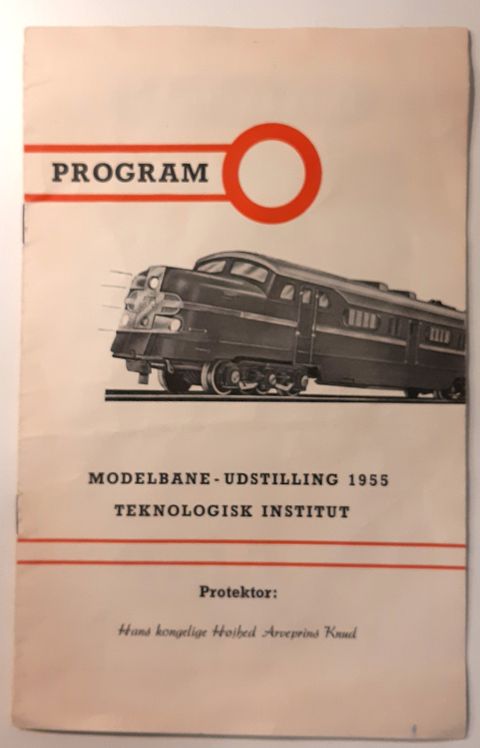 PROGRAM
MODELBANE-UDSTILLING 1955
TEKNOLOGISK INSTITUT
Protektor:
Hans kongelige Højhed Arveprins Knud